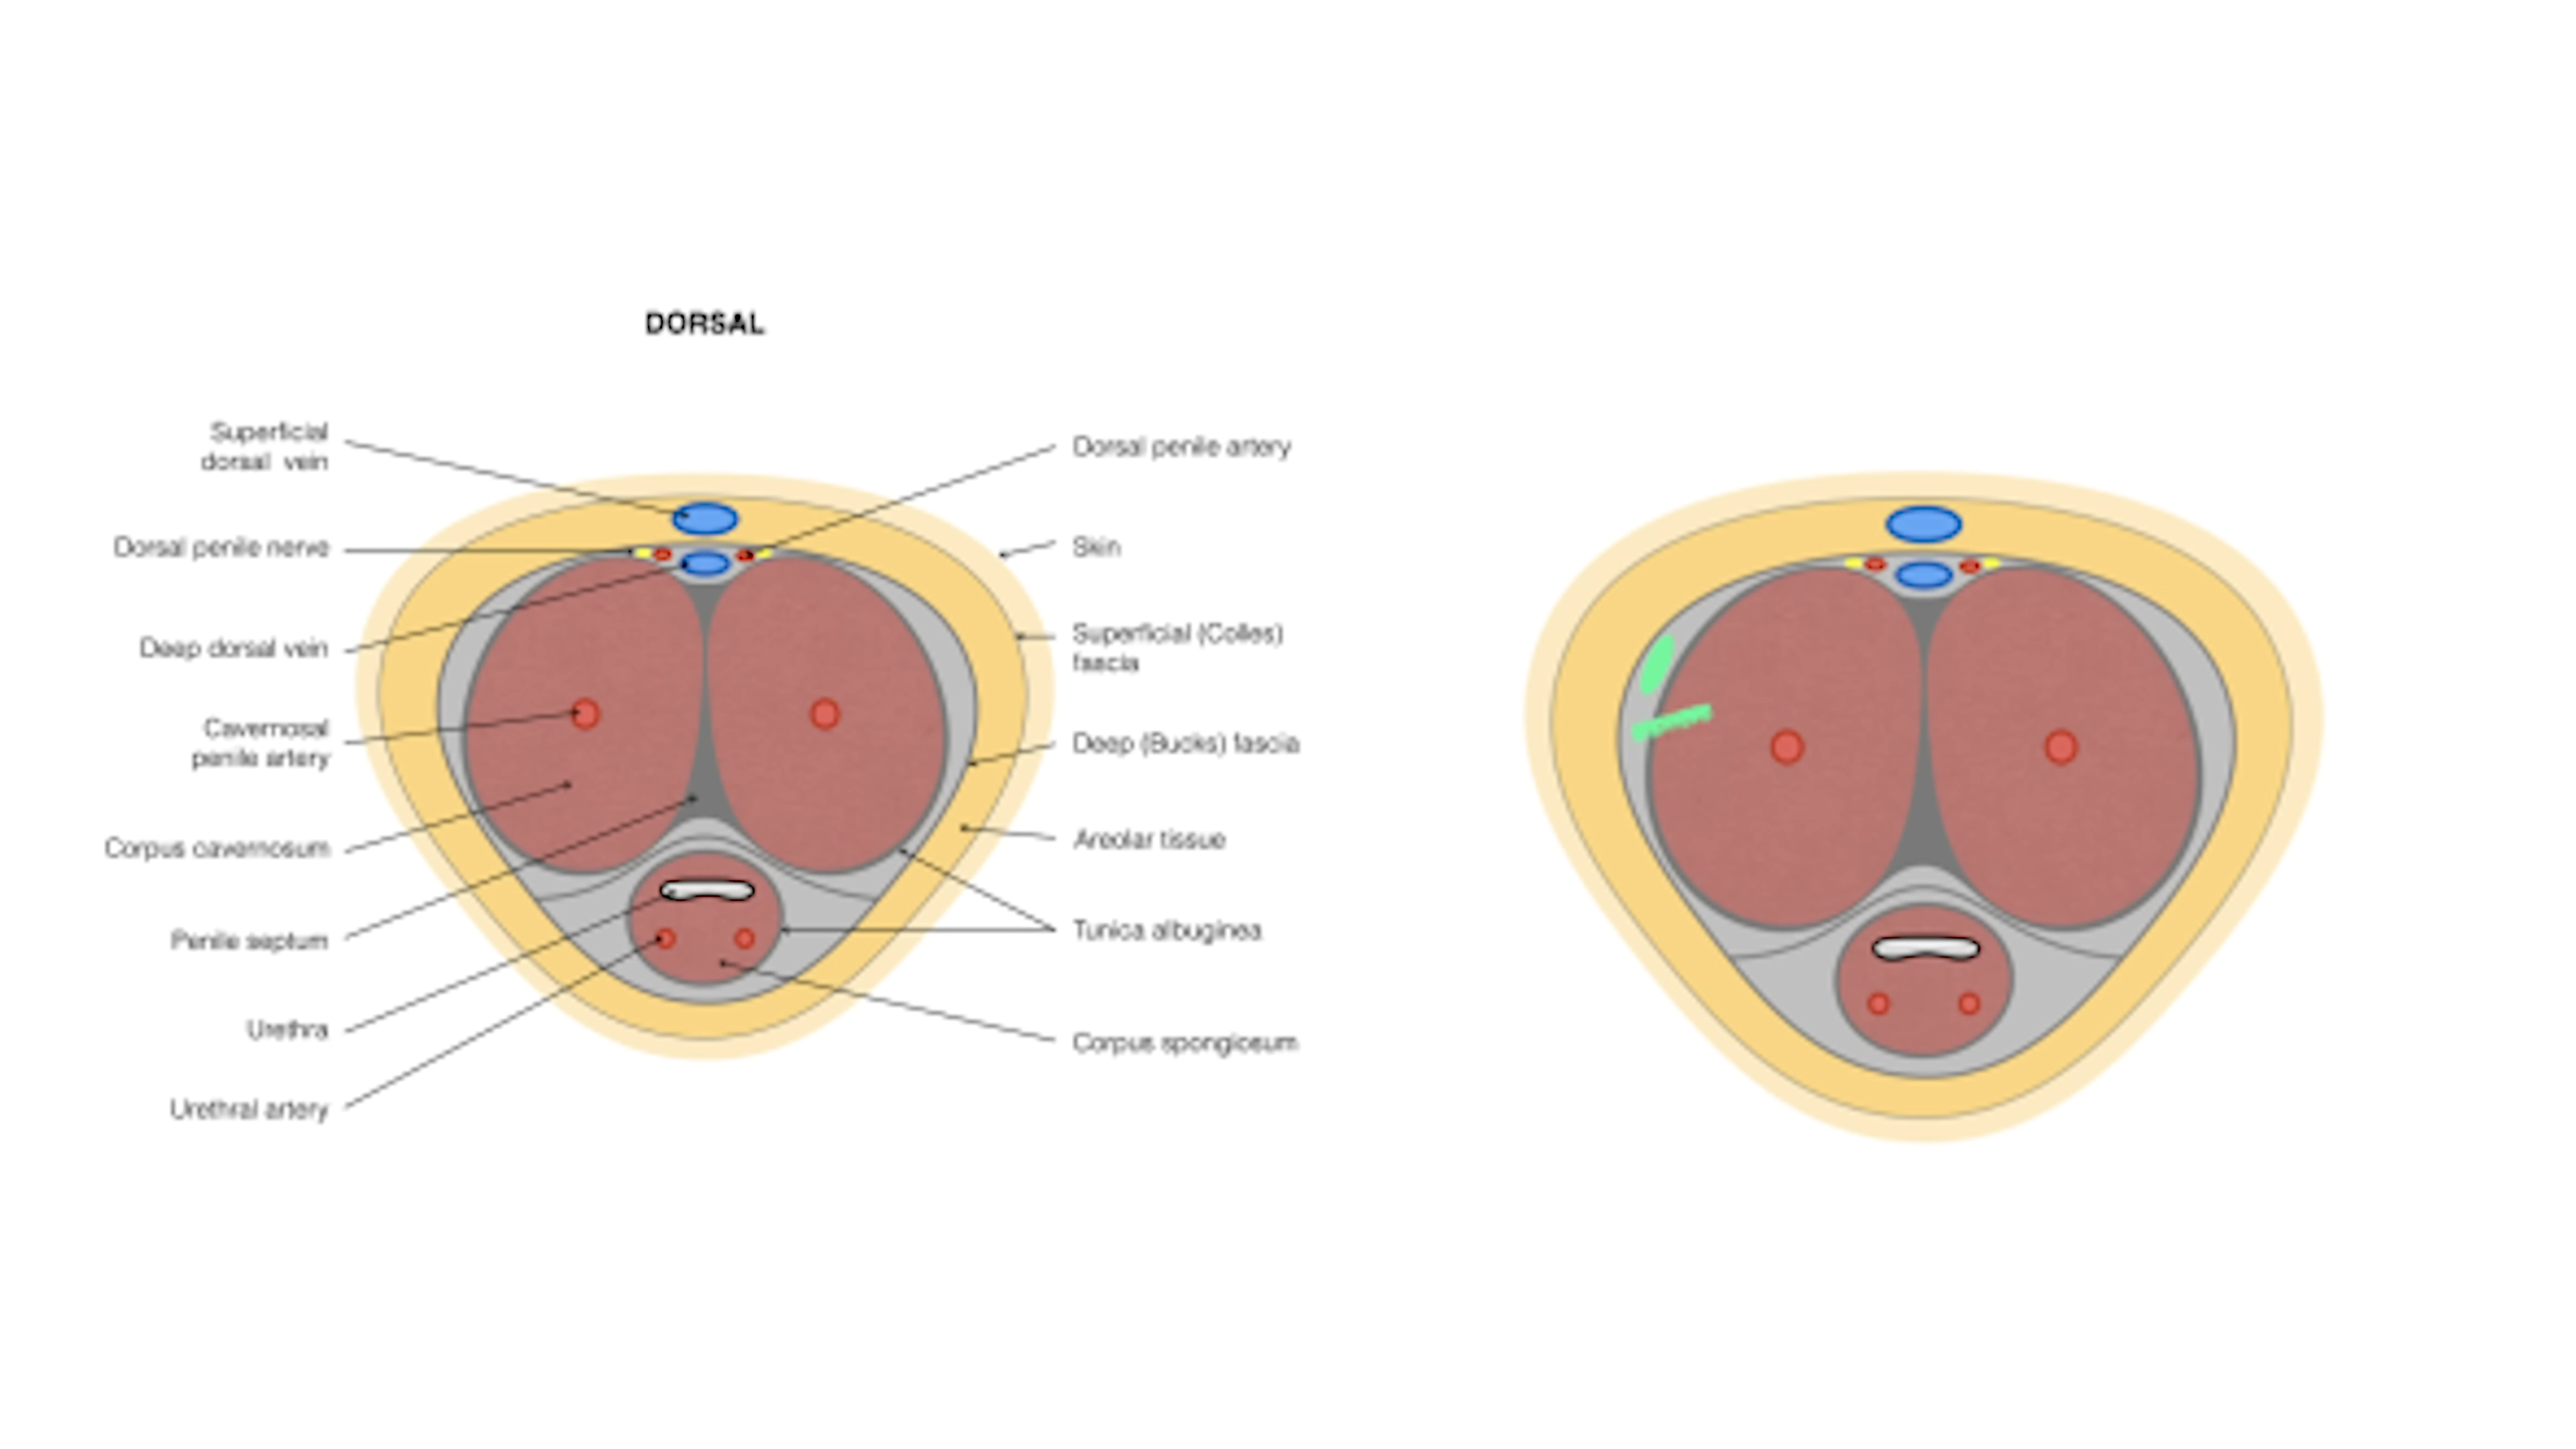 DORSAL
Superficial
dorsal vein
Dorsal penile nerve
Deep dorsal vein
Cavernosal
penile artery
Corpus cavernosum
Penile septum
Urethra
Urethral artery
Dorsal penile artery
Skin
Superficial (Colles)
fascia
Deep (Bucks) fascia
Areolar tissue
Tunica albuginea
Corpus spongiosum